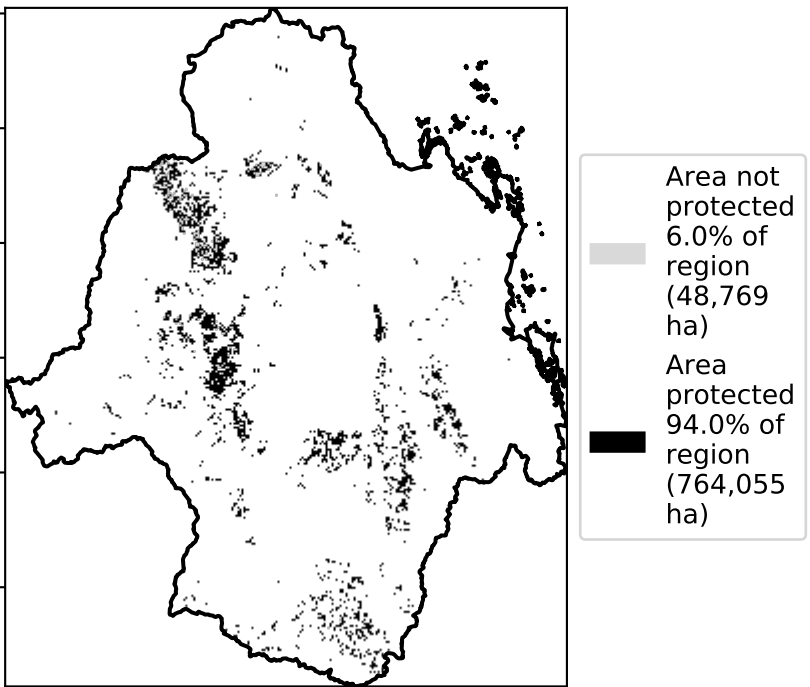 Area not
protected
6.0% of
region
(48,769
ha)
Area
protected
94.0% of
region
(764,055
ha)